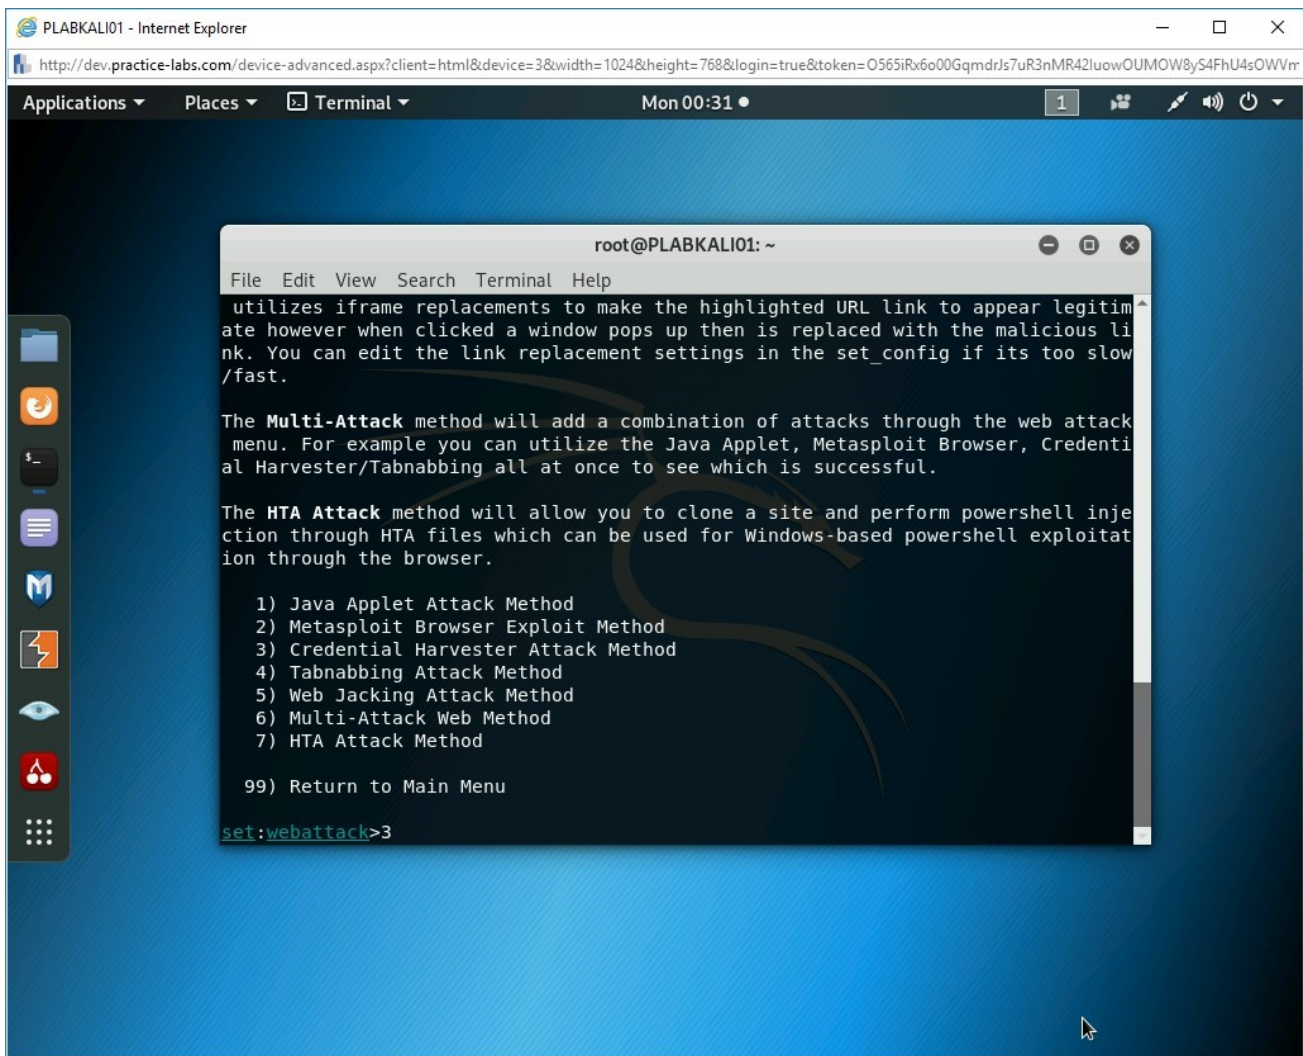 PLABKALI01 - Internet Explorer
http://dev.practice-labs.com/device-advanced.aspx?client=html&device=3&width=1024&height=768&login=true&token=O565iRx6o00GqmdrJs7uR3nMR42IuowOUMOW8yS4FhU4sOWVm
Applications Places Terminal Mon 00:31 1
root@PLABKALI01: ~
File Edit View Search Terminal Help
utilizes iframe replacements to make the highlighted URL link to appear legitim
ate however when clicked a window pops up then is replaced with the malicious li
nk. You can edit the link replacement settings in the set_config if its too slow
/fast.
The Multi-Attack method will add a combination of attacks through the web attack
menu. For example you can utilize the Java Applet, Metasploit Browser, Credenti
al Harvester/Tabnabbing all at once to see which is successful.
The HTA Attack method will allow you to clone a site and perform powershell inje
ction through HTA files which can be used for Windows-based powershell exploitat
ion through the browser.
1) Java Applet Attack Method
2) Metasploit Browser Exploit Method
3) Credential Harvester Attack Method
4) Tabnabbing Attack Method
5) Web Jacking Attack Method
6) Multi-Attack Web Method
7) HTA Attack Method
99) Return to Main Menu
set:webattack>3